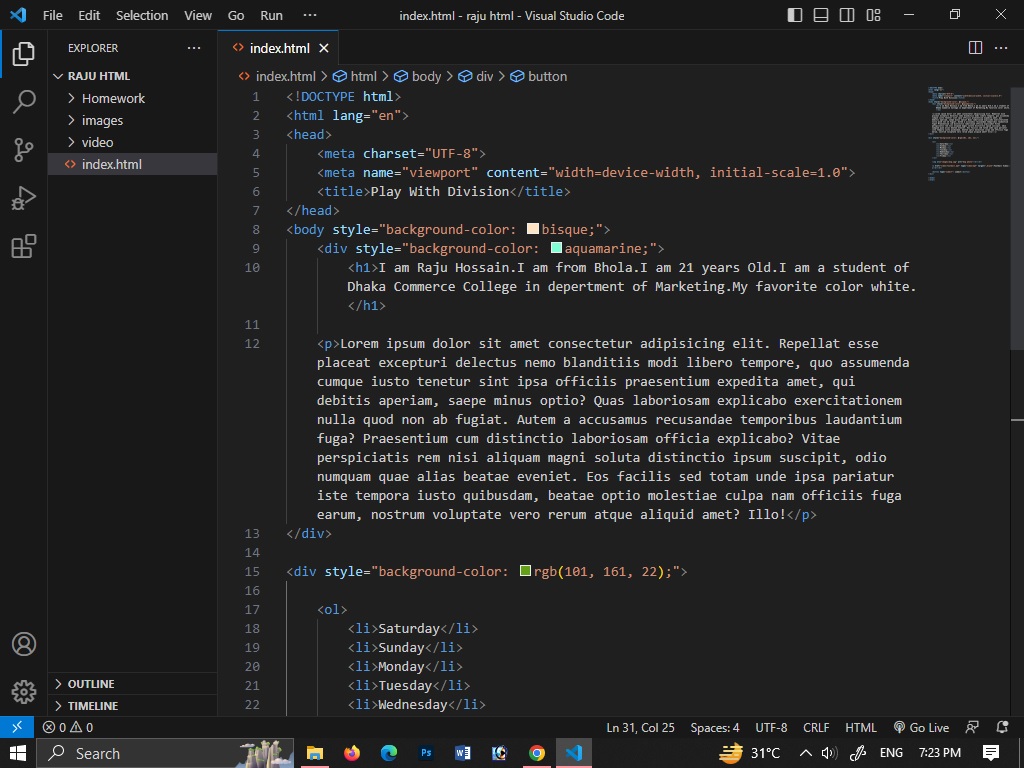 File Edit Selection View Go Run ··· index.html - raju html - Visual Studio Code
EXPLORER ···
RAJU HTML
Homework
images
video
index.html
OUTLINE
TIMELINE
index.html
index.html > html > body > div > button
1 <!DOCTYPE html>
2 <html lang="en">
3 <head>
4 <meta charset="UTF-8">
5 <meta name="viewport" content="width=device-width, initial-scale=1.0">
6 <title>Play With Division</title>
7 </head>
8 <body style="background-color: bisque;">
9 <div style="background-color: aquamarine;">
10 <h1>I am Raju Hossain.I am from Bhola.I am 21 years Old.I am a student of
Dhaka Commerce College in depertment of Marketing.My favorite color white.
</h1>
11
12 <p>Lorem ipsum dolor sit amet consectetur adipisicing elit. Repellat esse
placeat excepturi delectus nemo blanditiis modi libero tempore, quo assumenda
cumque iusto tenetur sint ipsa officiis praesentium expedita amet, qui
debitis aperiam, saepe minus optio? Quas laboriosam explicabo exercitationem
nulla quod non ab fugiat. Autem a accusamus recusandae temporibus laudantium
fuga? Praesentium cum distinctio laboriosam officia explicabo? Vitae
perspiciatis rem nisi aliquam magni soluta distinctio ipsum suscipit, odio
numquam quae alias beatae eveniet. Eos facilis sed totam unde ipsa pariatur
iste tempora iusto quibusdam, beatae optio molestiae culpa nam officiis fuga
earum, nostrum voluptate vero rerum atque aliquid amet? Illo!</p>
13 </div>
14
15 <div style="background-color: rgb(101, 161, 22);">
16
17 <ol>
18 <li>Saturday</li>
19 <li>Sunday</li>
20 <li>Monday</li>
21 <li>Tuesday</li>
22 <li>Wednesday</li>
0 0 Ln 31, Col 25 Spaces: 4 UTF-8 CRLF HTML Go Live
Search Ps W 31°C ENG 7:23 PM